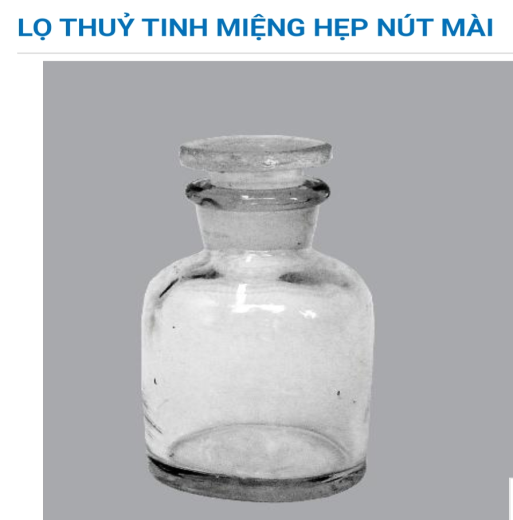 LỌ THUỶ TINH MIỆNG HẸP NÚT MÀI